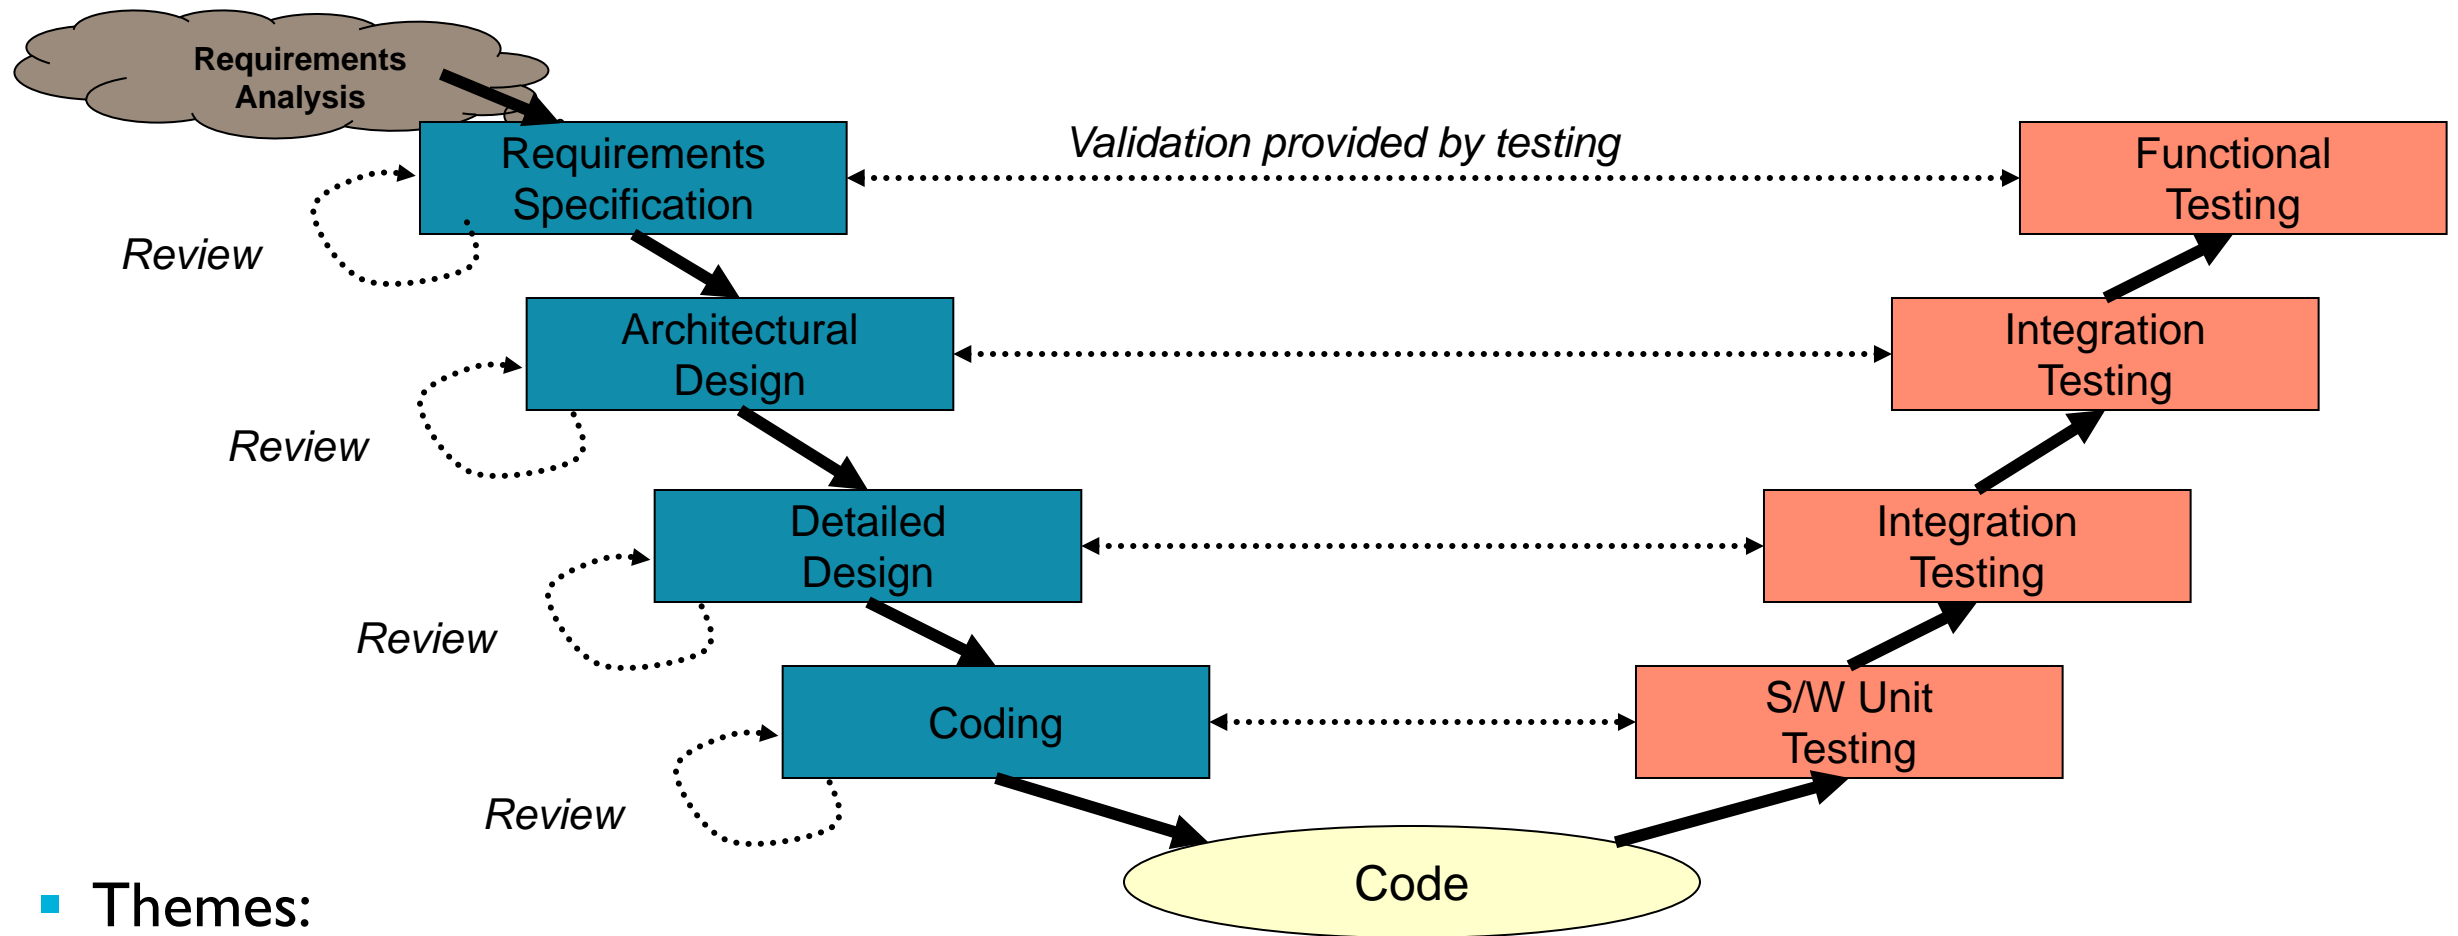 Requirements
Analysis
Requirements
Specification
Validation provided by testing
Functional
Testing
Review
Architectural
Design
Integration
Testing
Review
Detailed
Design
Integration
Testing
Review
Coding
S/W Unit
Testing
Review
Code
Themes: